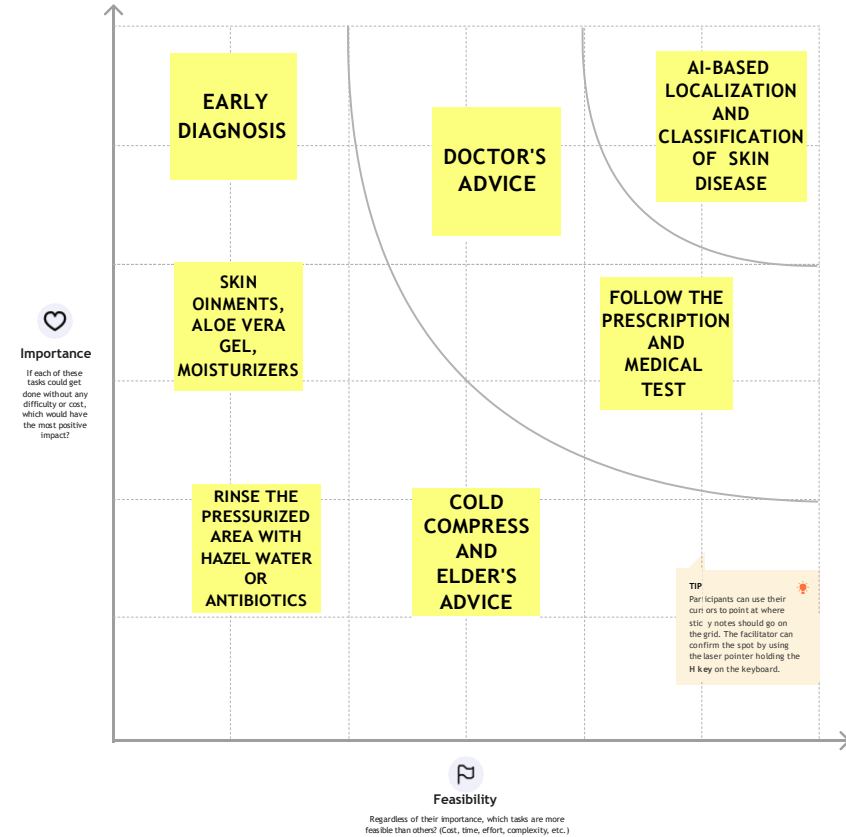 EARLY
DIAGNOSIS
DOCTOR'S
ADVICE
AI-BASED
LOCALIZATION
AND
CLASSIFICATION
OF SKIN
DISEASE
SKIN
OINMENTS,
ALOE VERA
GEL,
MOISTURIZERS
FOLLOW THE
PRESCRIPTION
AND
MEDICAL
TEST
Importance
If each of these
tasks could get
done without any
difficulty or cost,
which would have
the most positive
impact?
RINSE THE
PRESSURIZED
AREA WITH
HAZEL WATER
OR
ANTIBIOTICS
COLD
COMPRESS
AND
ELDER'S
ADVICE
TIP
Participants can use their
cursors to point at where
sticky notes should go on
the grid. The facilitator can
confirm the spot by using
the laser pointer holding the
H key on the keyboard.
Feasibility
Regardless of their importance, which tasks are more
feasible than others? (Cost, time, effort, complexity, etc.)